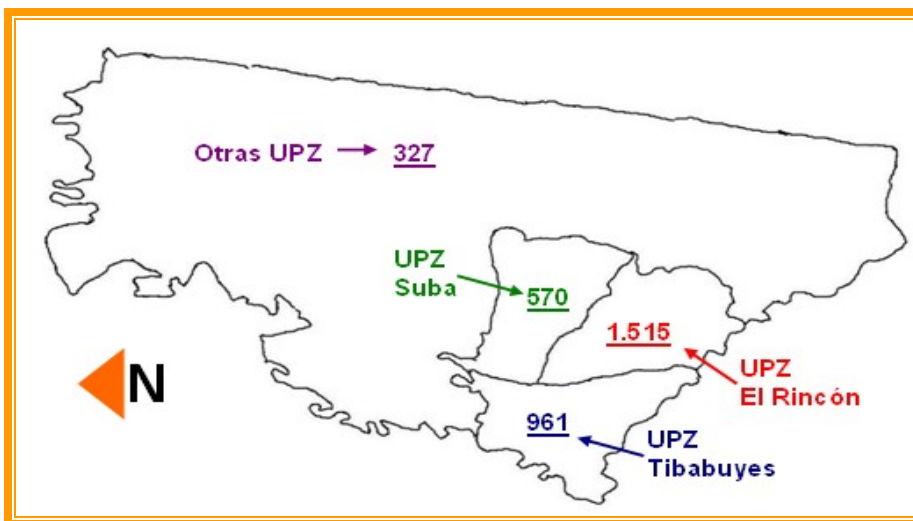 Otras UPZ
327
UPZ
Suba
570
1.515
UPZ
El Rincón
N
961
UPZ
Tibabuyes